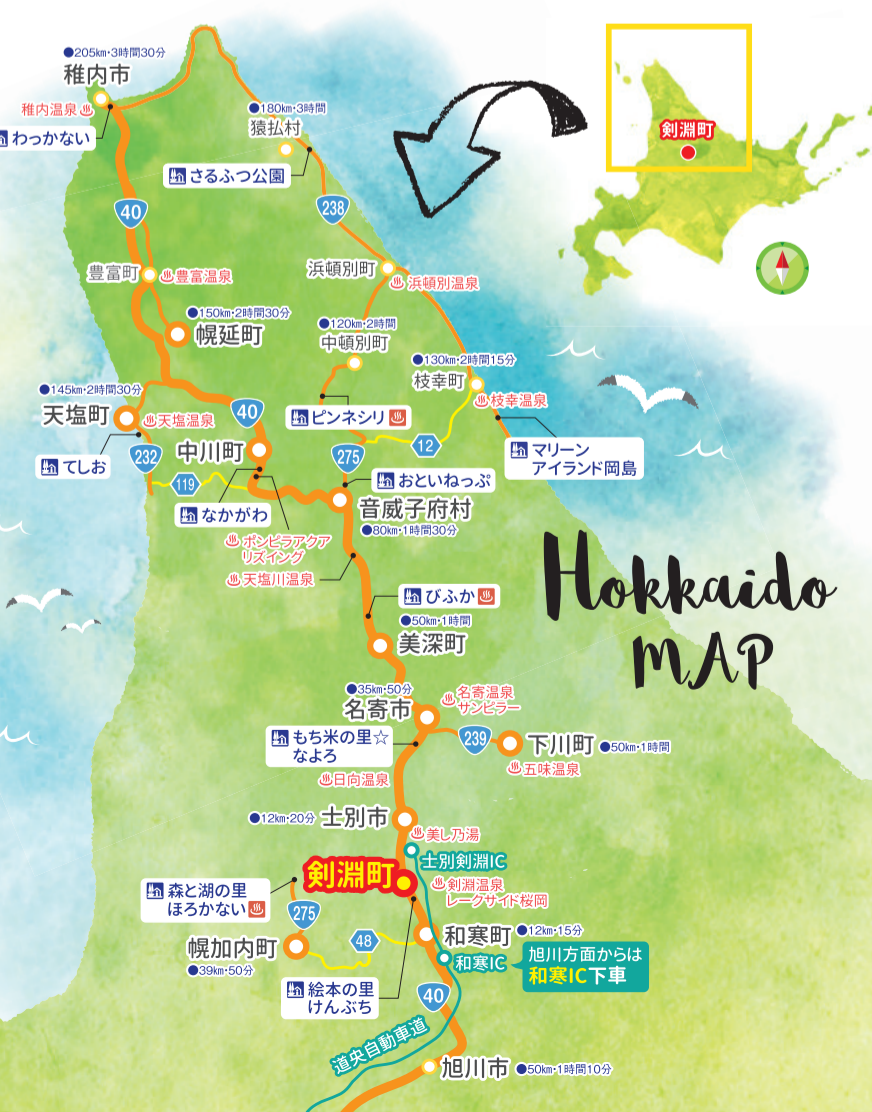 剣淵町
●205km・3時間30分
稚内市
稚内温泉
わっかない
●180km・3時間
猿払村
さるふつ公園
40
238
豊富町
豊富温泉
浜頓別町
浜頓別温泉
●150km・2時間30分
幌延町
●120km・2時間
中頓別町
●130km・2時間15分
枝幸町
枝幸温泉
●145km・2時間30分
天塩町
天塩温泉
40
ピンネシリ
てしお
232
中川町
275
12
マリーン
アイランド岡島
119
おといねっぷ
なかがわ
音威子府村
●80km・1時間30分
ポンピラアクア
リズイング
天塩川温泉
びふか
●50km・1時間
美深町
Hokkaido
MAP
●35km・50分
名寄市
名寄温泉
サンピラー
もち米の里☆
なよろ
239
下川町
●50km・1時間
五味温泉
日向温泉
●12km・20分
士別市
美し乃湯
士別剣淵IC
剣淵町
剣淵温泉
レークサイド桜岡
森と湖の里
ほろかない
275
幌加内町
●39km・50分
48
和寒町
●12km・15分
和寒IC
旭川方面からは
和寒IC下車
絵本の里
けんぶち
40
道央自動車道
旭川市
●50km・1時間10分